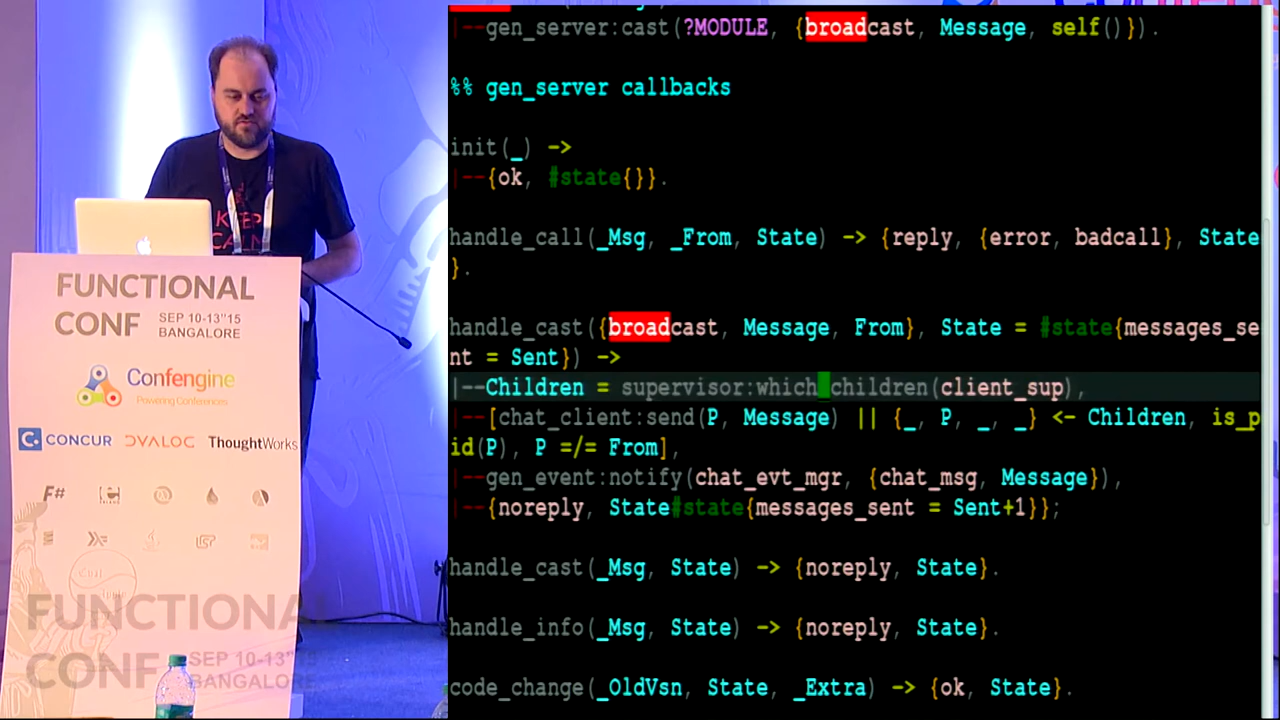 KEEP
CALM
FUNCTIONAL
CONF SEP 10-13"15
BANGALORE
Confengine
Powering Conferences
C. CONCUR DVALOC ThoughtWorks
F#
LISP
FUNCTIONAL
CONF SEP 10-13"15
BANGALORE
|--gen_server:cast(?MODULE, {broadcast, Message, self()}).
%% gen_server callbacks
init(_) ->
|--{ok, #state{}}.
handle_call(_Msg, _From, State) -> {reply, {error, badcall}, State
}.
handle_cast({broadcast, Message, From}, State = #state{messages_se
nt = Sent}) ->
|--Children = supervisor:which_children(client_sup),
|--[chat_client:send(P, Message) || {_, P, _, _} <- Children, is_p
id(P), P =/= From],
|--gen_event:notify(chat_evt_mgr, {chat_msg, Message}),
|--{noreply, State#state{messages_sent = Sent+1}};
handle_cast(_Msg, State) -> {noreply, State}.
handle_info(_Msg, State) -> {noreply, State}.
code_change(_OldVsn, State, _Extra) -> {ok, State}.